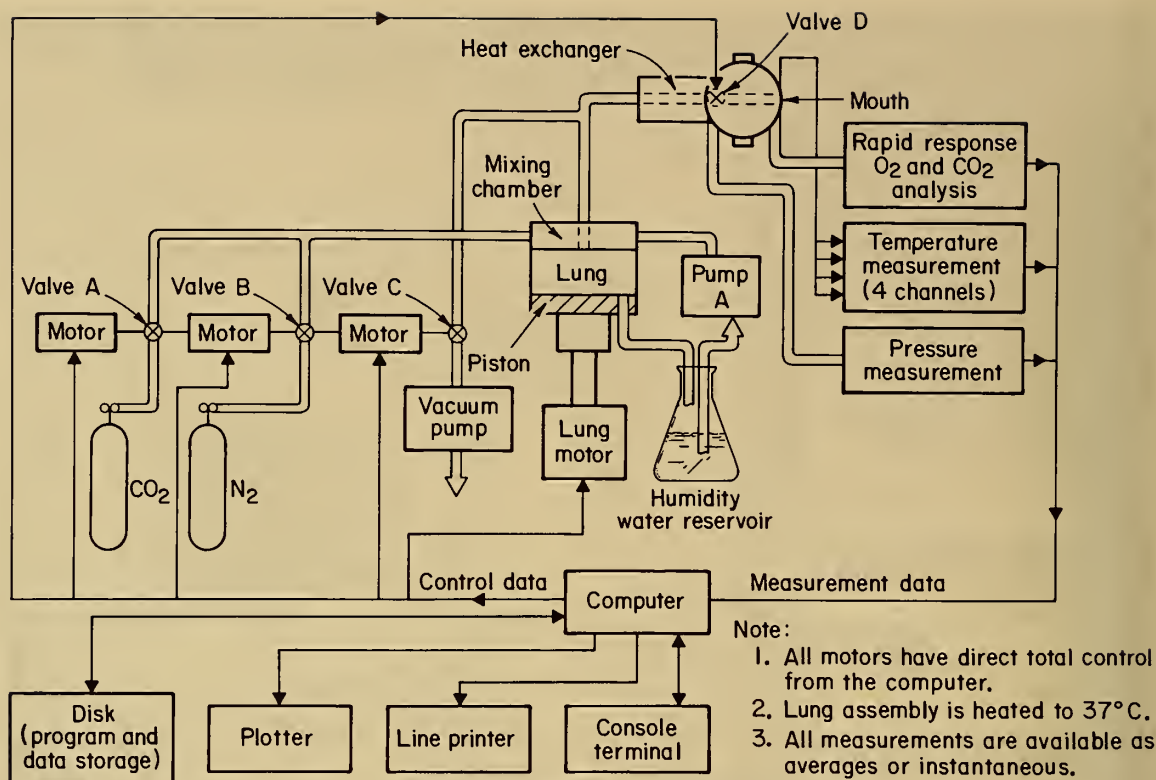 Valve D
Heat exchanger
Mouth
Rapid response
O₂ and CO₂
analysis
Mixing
chamber
Lung
Pump
A
Temperature
measurement
(4 channels)
Valve A
Valve B
Valve C
Motor
Motor
Motor
Piston
Pressure
measurement
Vacuum
pump
Lung
motor
CO₂
N₂
Humidity
water reservoir
Control data
Computer
Measurement data
Note:
1. All motors have direct total control
from the computer.
2. Lung assembly is heated to 37°C.
3. All measurements are available as
averages or instantaneous.
Disk
(program and
data storage)
Plotter
Line printer
Console
terminal